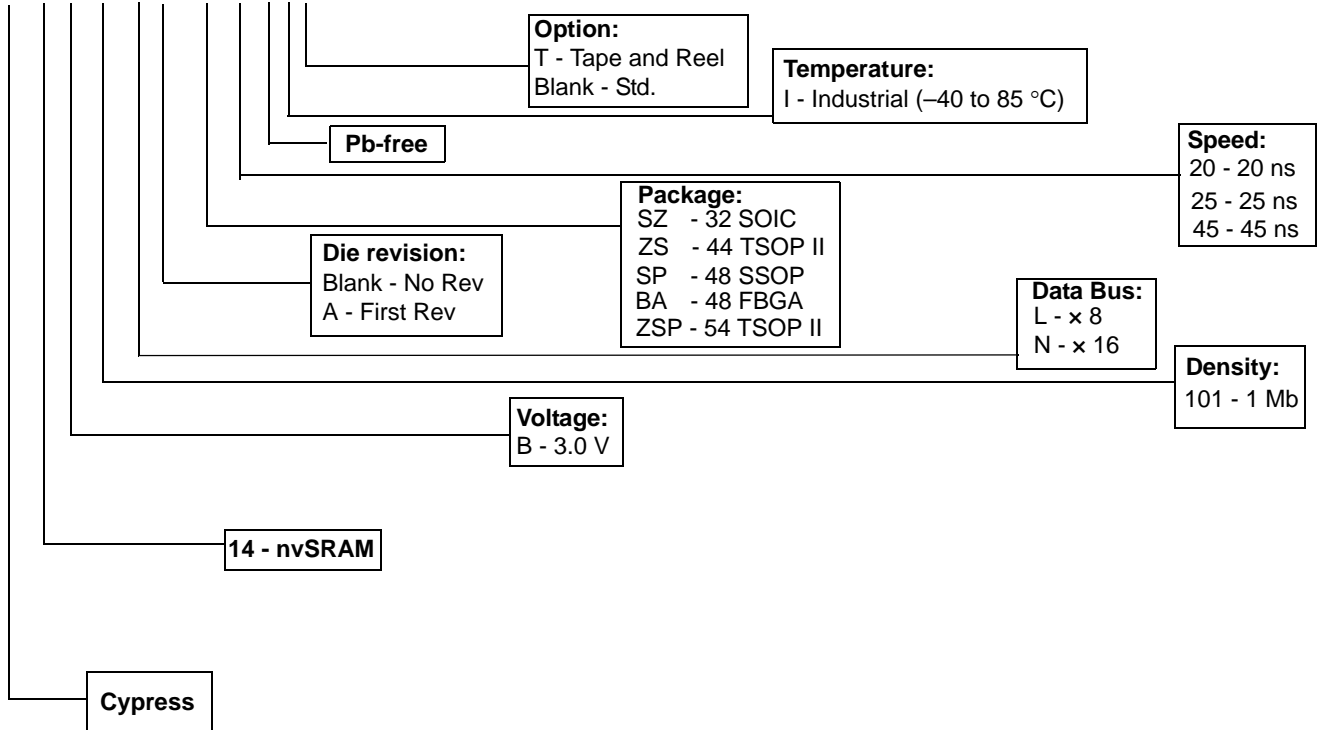 Option:
T - Tape and Reel
Blank - Std.
Temperature:
I - Industrial (–40 to 85 °C)
Pb-free
Speed:
20 - 20 ns
25 - 25 ns
45 - 45 ns
Package:
SZ - 32 SOIC
ZS - 44 TSOP II
SP - 48 SSOP
BA - 48 FBGA
ZSP - 54 TSOP II
Die revision:
Blank - No Rev
A - First Rev
Data Bus:
L - × 8
N - × 16
Density:
101 - 1 Mb
Voltage:
B - 3.0 V
14 - nvSRAM
Cypress